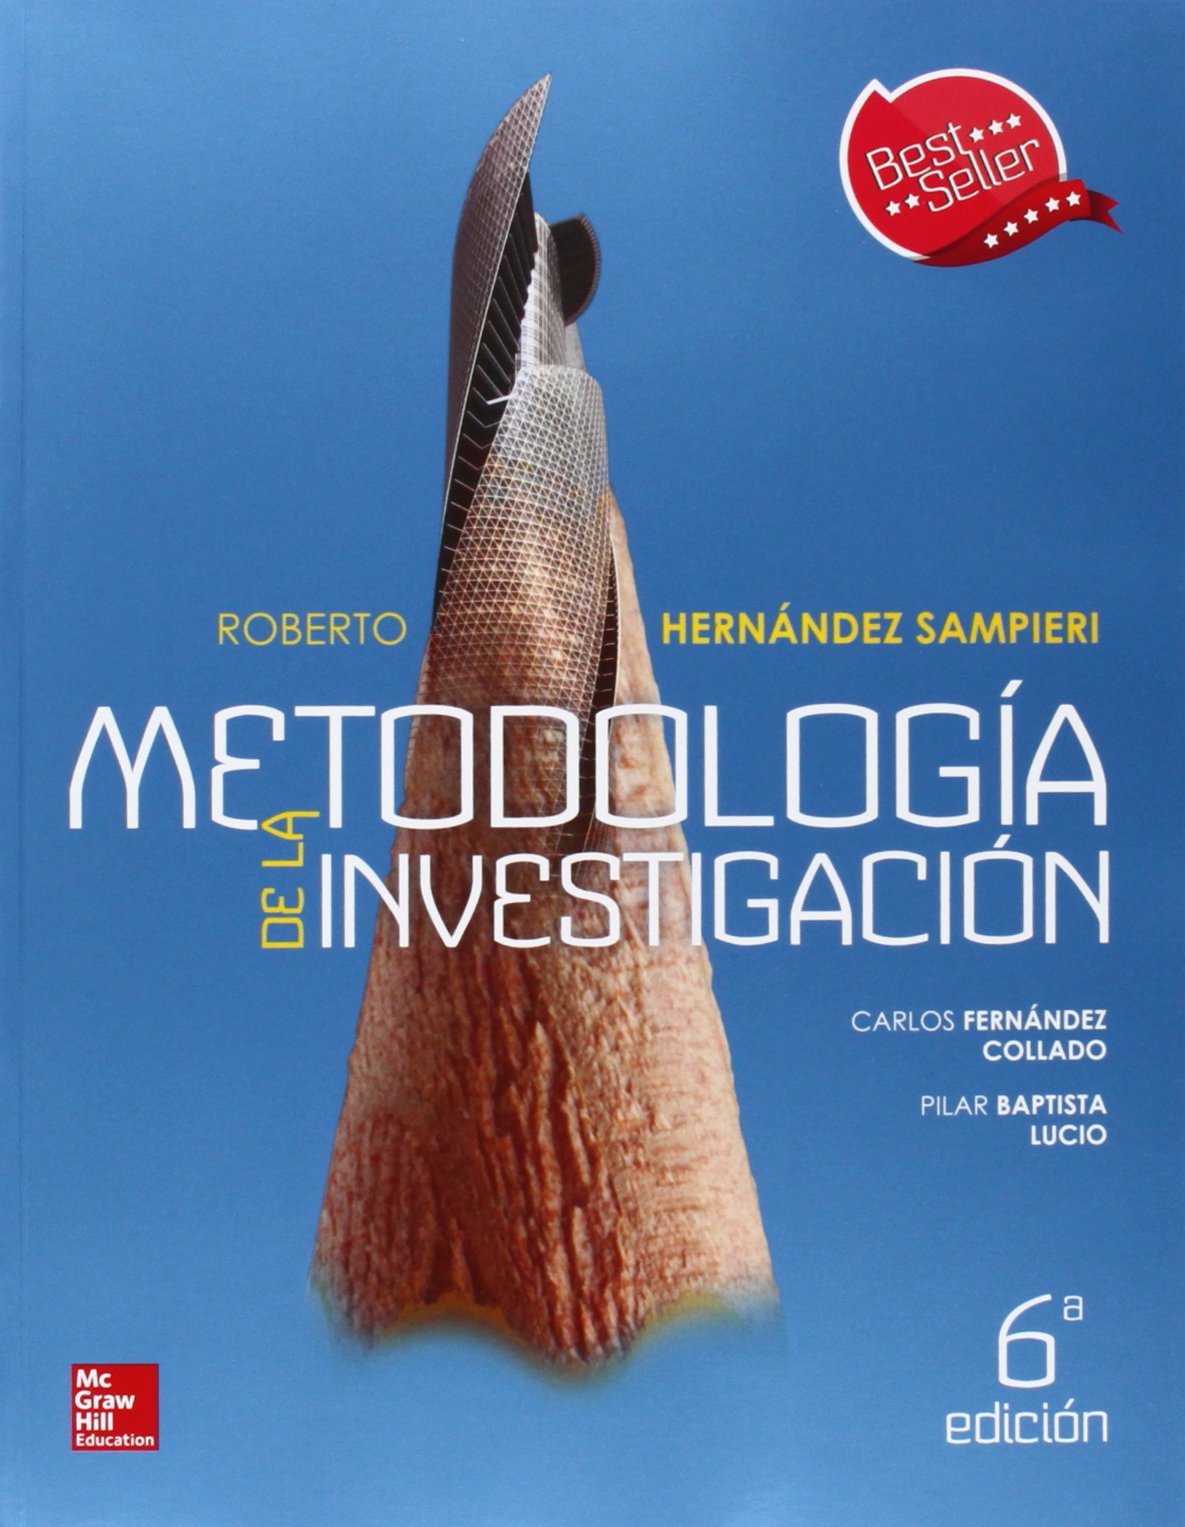 Best
Seller
ROBERTO HERNÁNDEZ SAMPIERI
METODOLOGÍA
DE LA
INVESTIGACIÓN
CARLOS FERNÁNDEZ
COLLADO
PILAR BAPTISTA
LUCIO
6ª
edición
Mc
Graw
Hill
Education